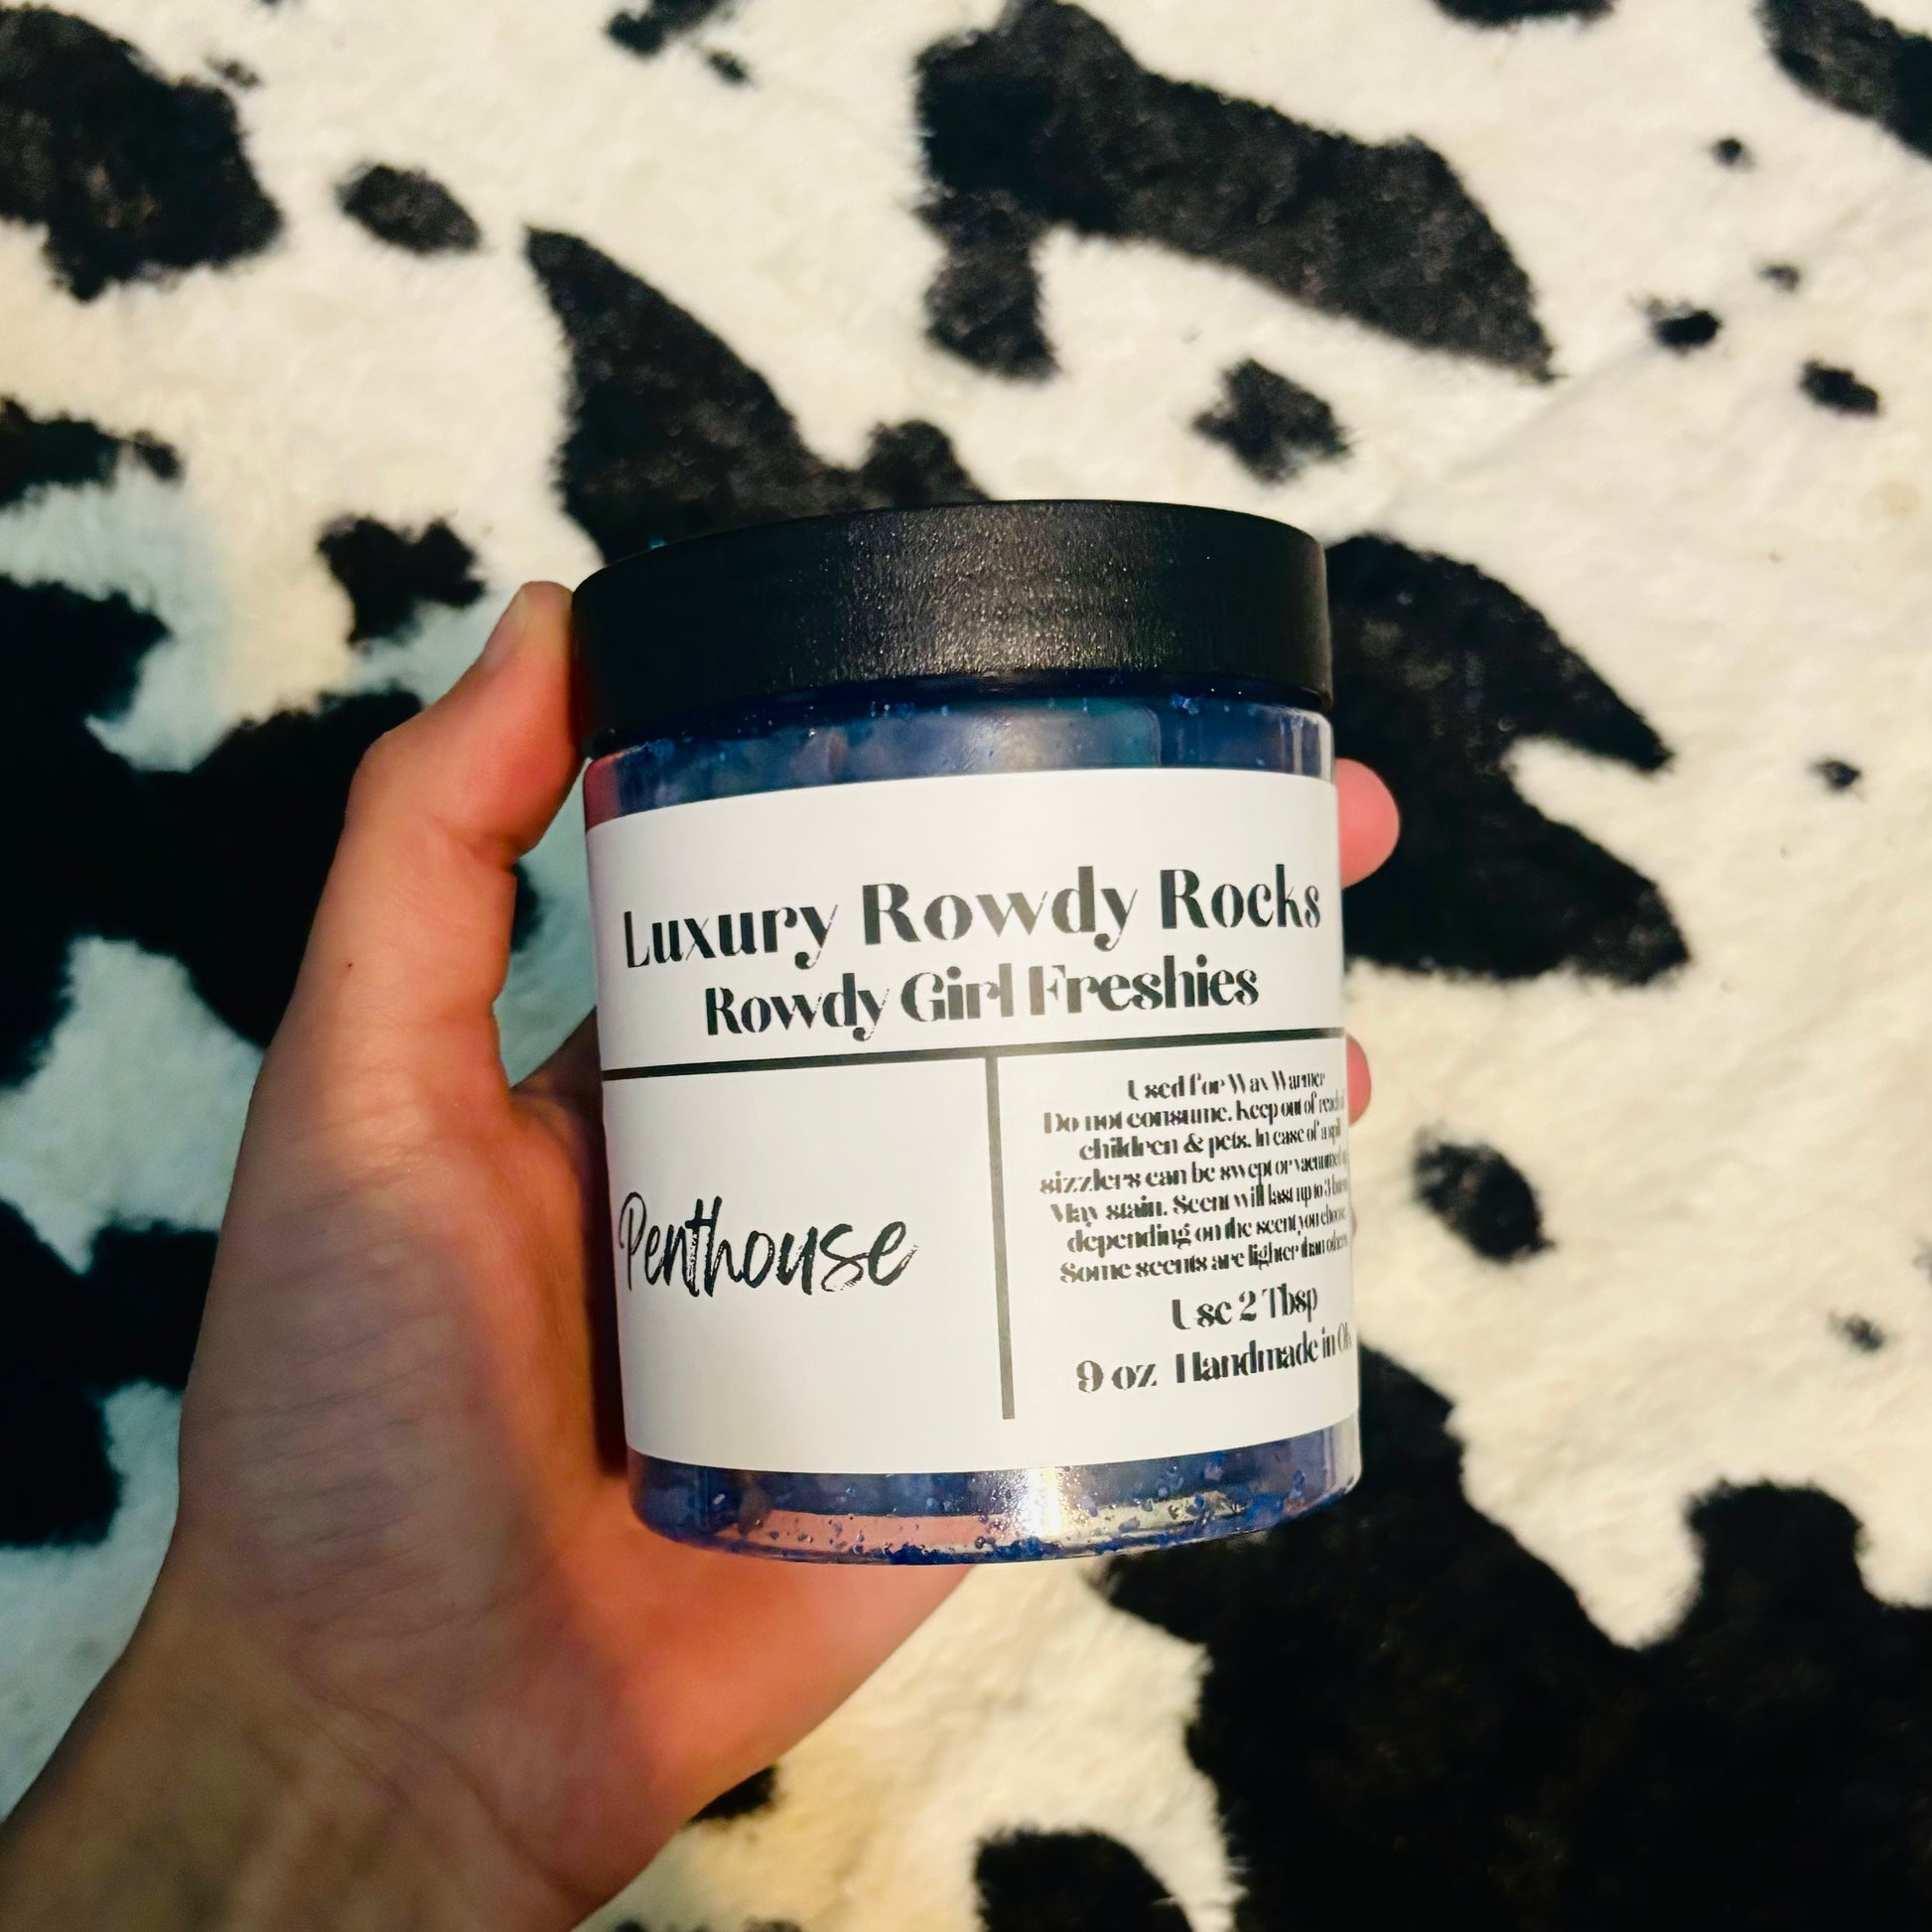 Luxury Rowdy Rocks
Rowdy Girl Freshies
Penthouse
Used for Wax Warmer
Do not consume. Keep out of reach of
children & pets. In case of a spill
sizzlers can be swept or vacuumed
May stain. Scent will last up to 3
depending on the scent you choose
Some scents are lighter than others
Use 2 Tbsp
9 oz Handmade in